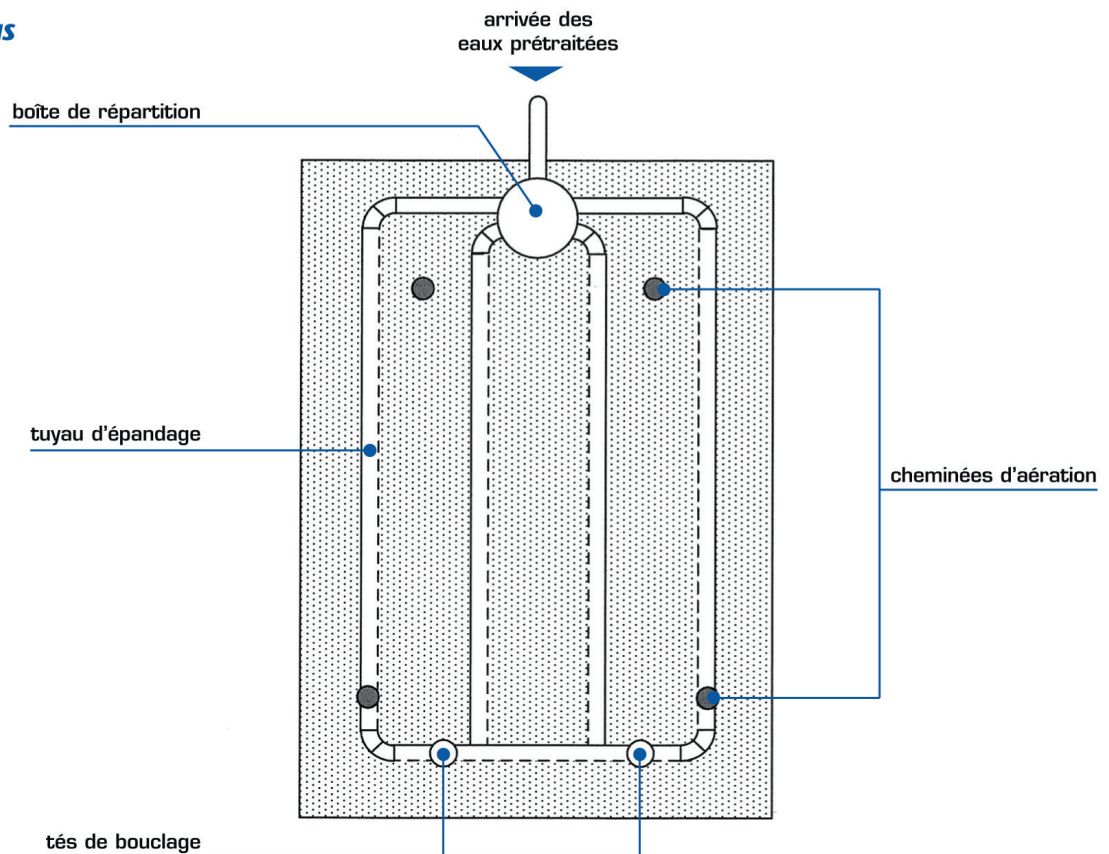 arrivée des
eaux prétraitées
boîte de répartition
tuyau d'épandage
cheminées d'aération
tés de bouclage